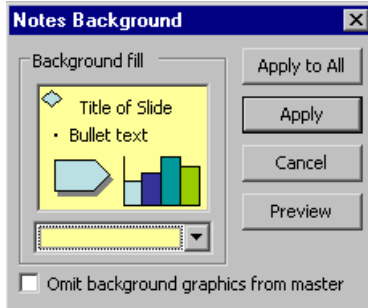 Notes Background
Background fill
Title of Slide
• Bullet text
Apply to All
Apply
Cancel
Preview
Omit background graphics from master